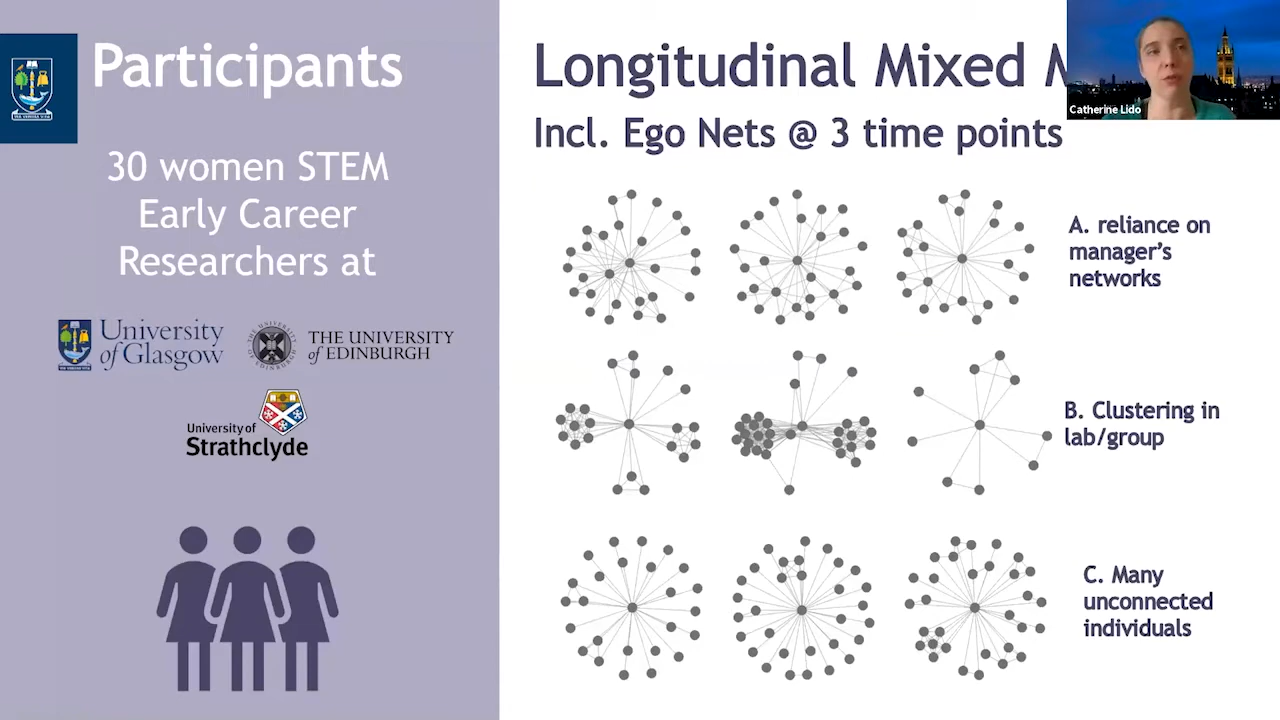 Participants
30 women STEM
Early Career
Researchers at
University
of Glasgow
THE UNIVERSITY
of EDINBURGH
University of
Strathclyde
Longitudinal Mixed M
Incl. Ego Nets @ 3 time points
A. reliance on
manager's
networks
B. Clustering in
lab/group
C. Many
unconnected
individuals
Catherine Lido